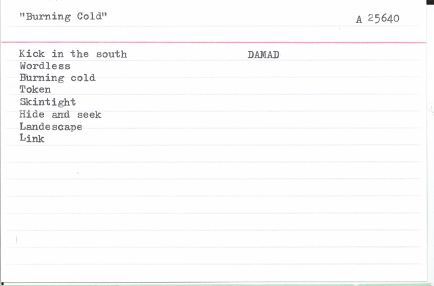 "Burning Cold"
A 25640
Kick in the south DAMAD
Wordless
Burning cold
Token
Skintight
Hide and seek
Landescape
Link